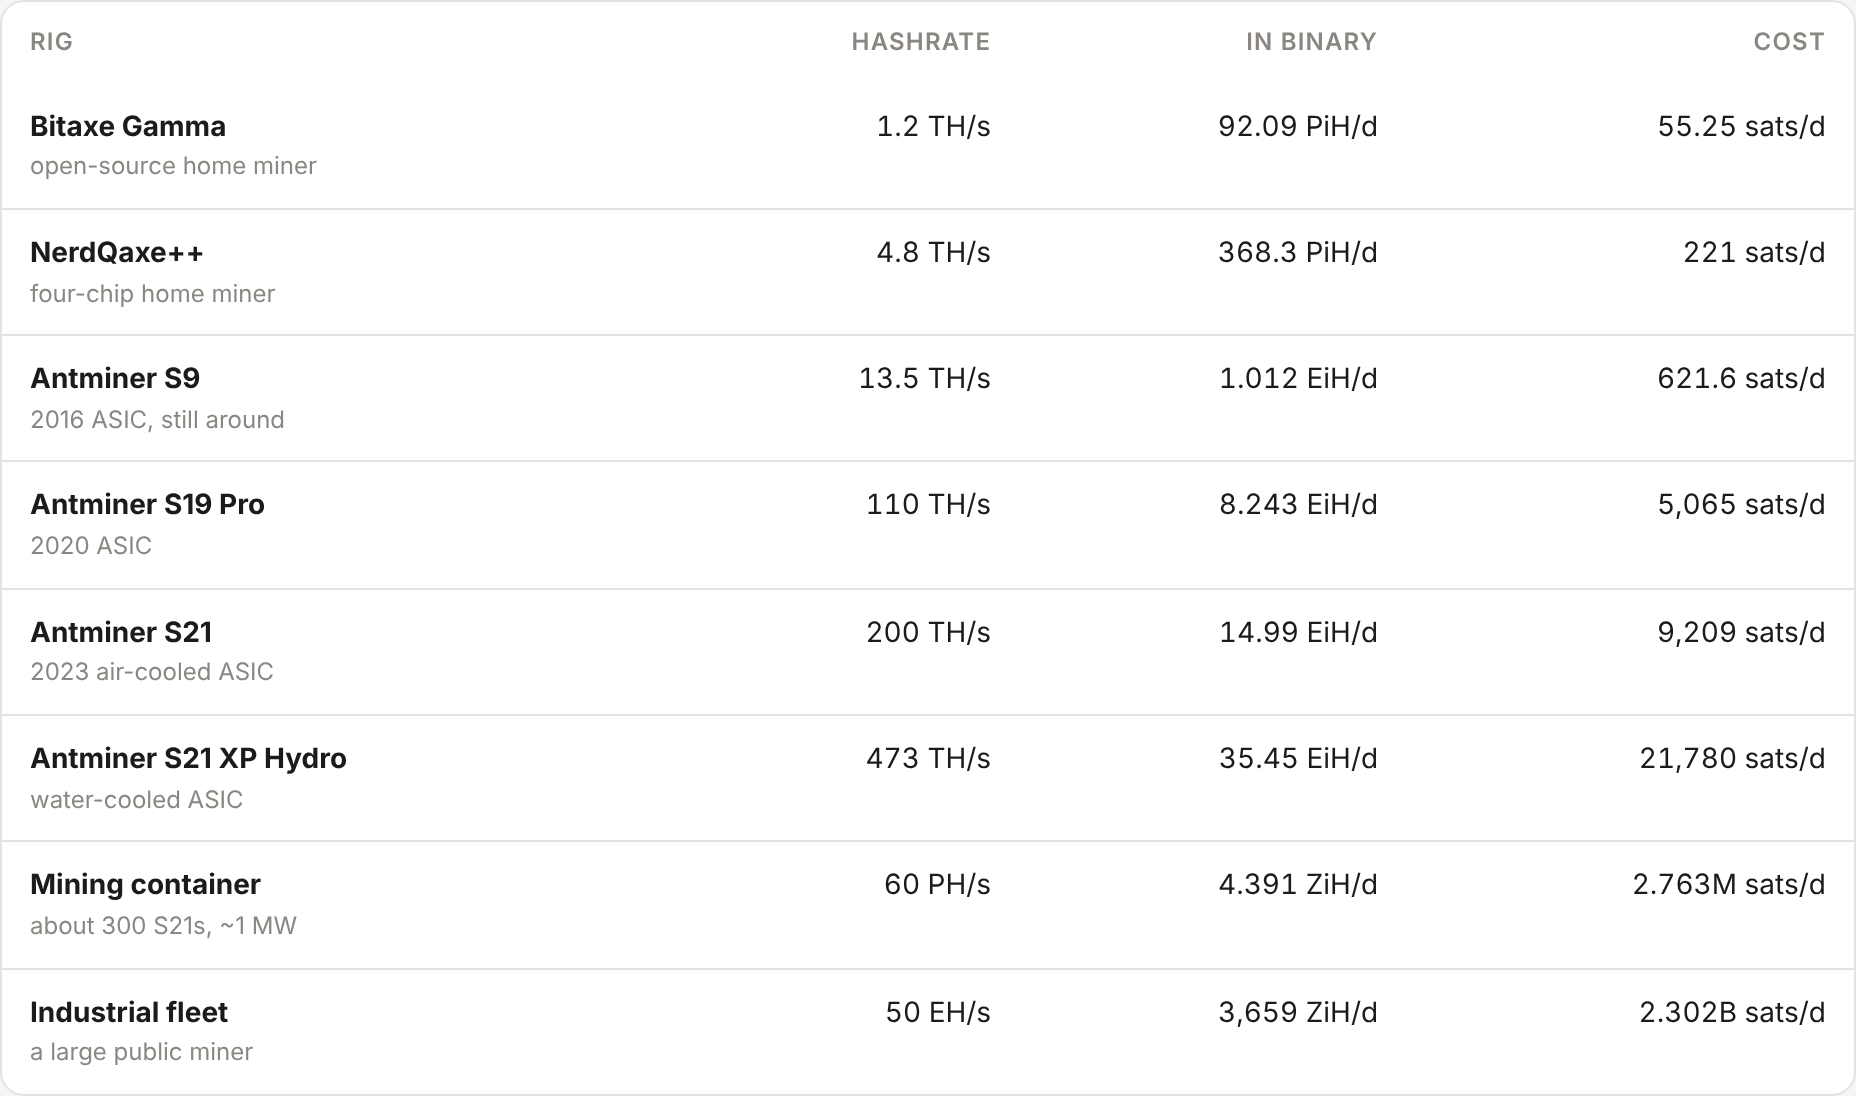 RIG HASHRATE IN BINARY COST
Bitaxe Gamma 1.2 TH/s 92.09 PiH/d 55.25 sats/d
open-source home miner
NerdQaxe++ 4.8 TH/s 368.3 PiH/d 221 sats/d
four-chip home miner
Antminer S9 13.5 TH/s 1.012 EiH/d 621.6 sats/d
2016 ASIC, still around
Antminer S19 Pro 110 TH/s 8.243 EiH/d 5,065 sats/d
2020 ASIC
Antminer S21 200 TH/s 14.99 EiH/d 9,209 sats/d
2023 air-cooled ASIC
Antminer S21 XP Hydro 473 TH/s 35.45 EiH/d 21,780 sats/d
water-cooled ASIC
Mining container 60 PH/s 4.391 ZiH/d 2.763M sats/d
about 300 S21s, ~1 MW
Industrial fleet 50 EH/s 3,659 ZiH/d 2.302B sats/d
a large public miner